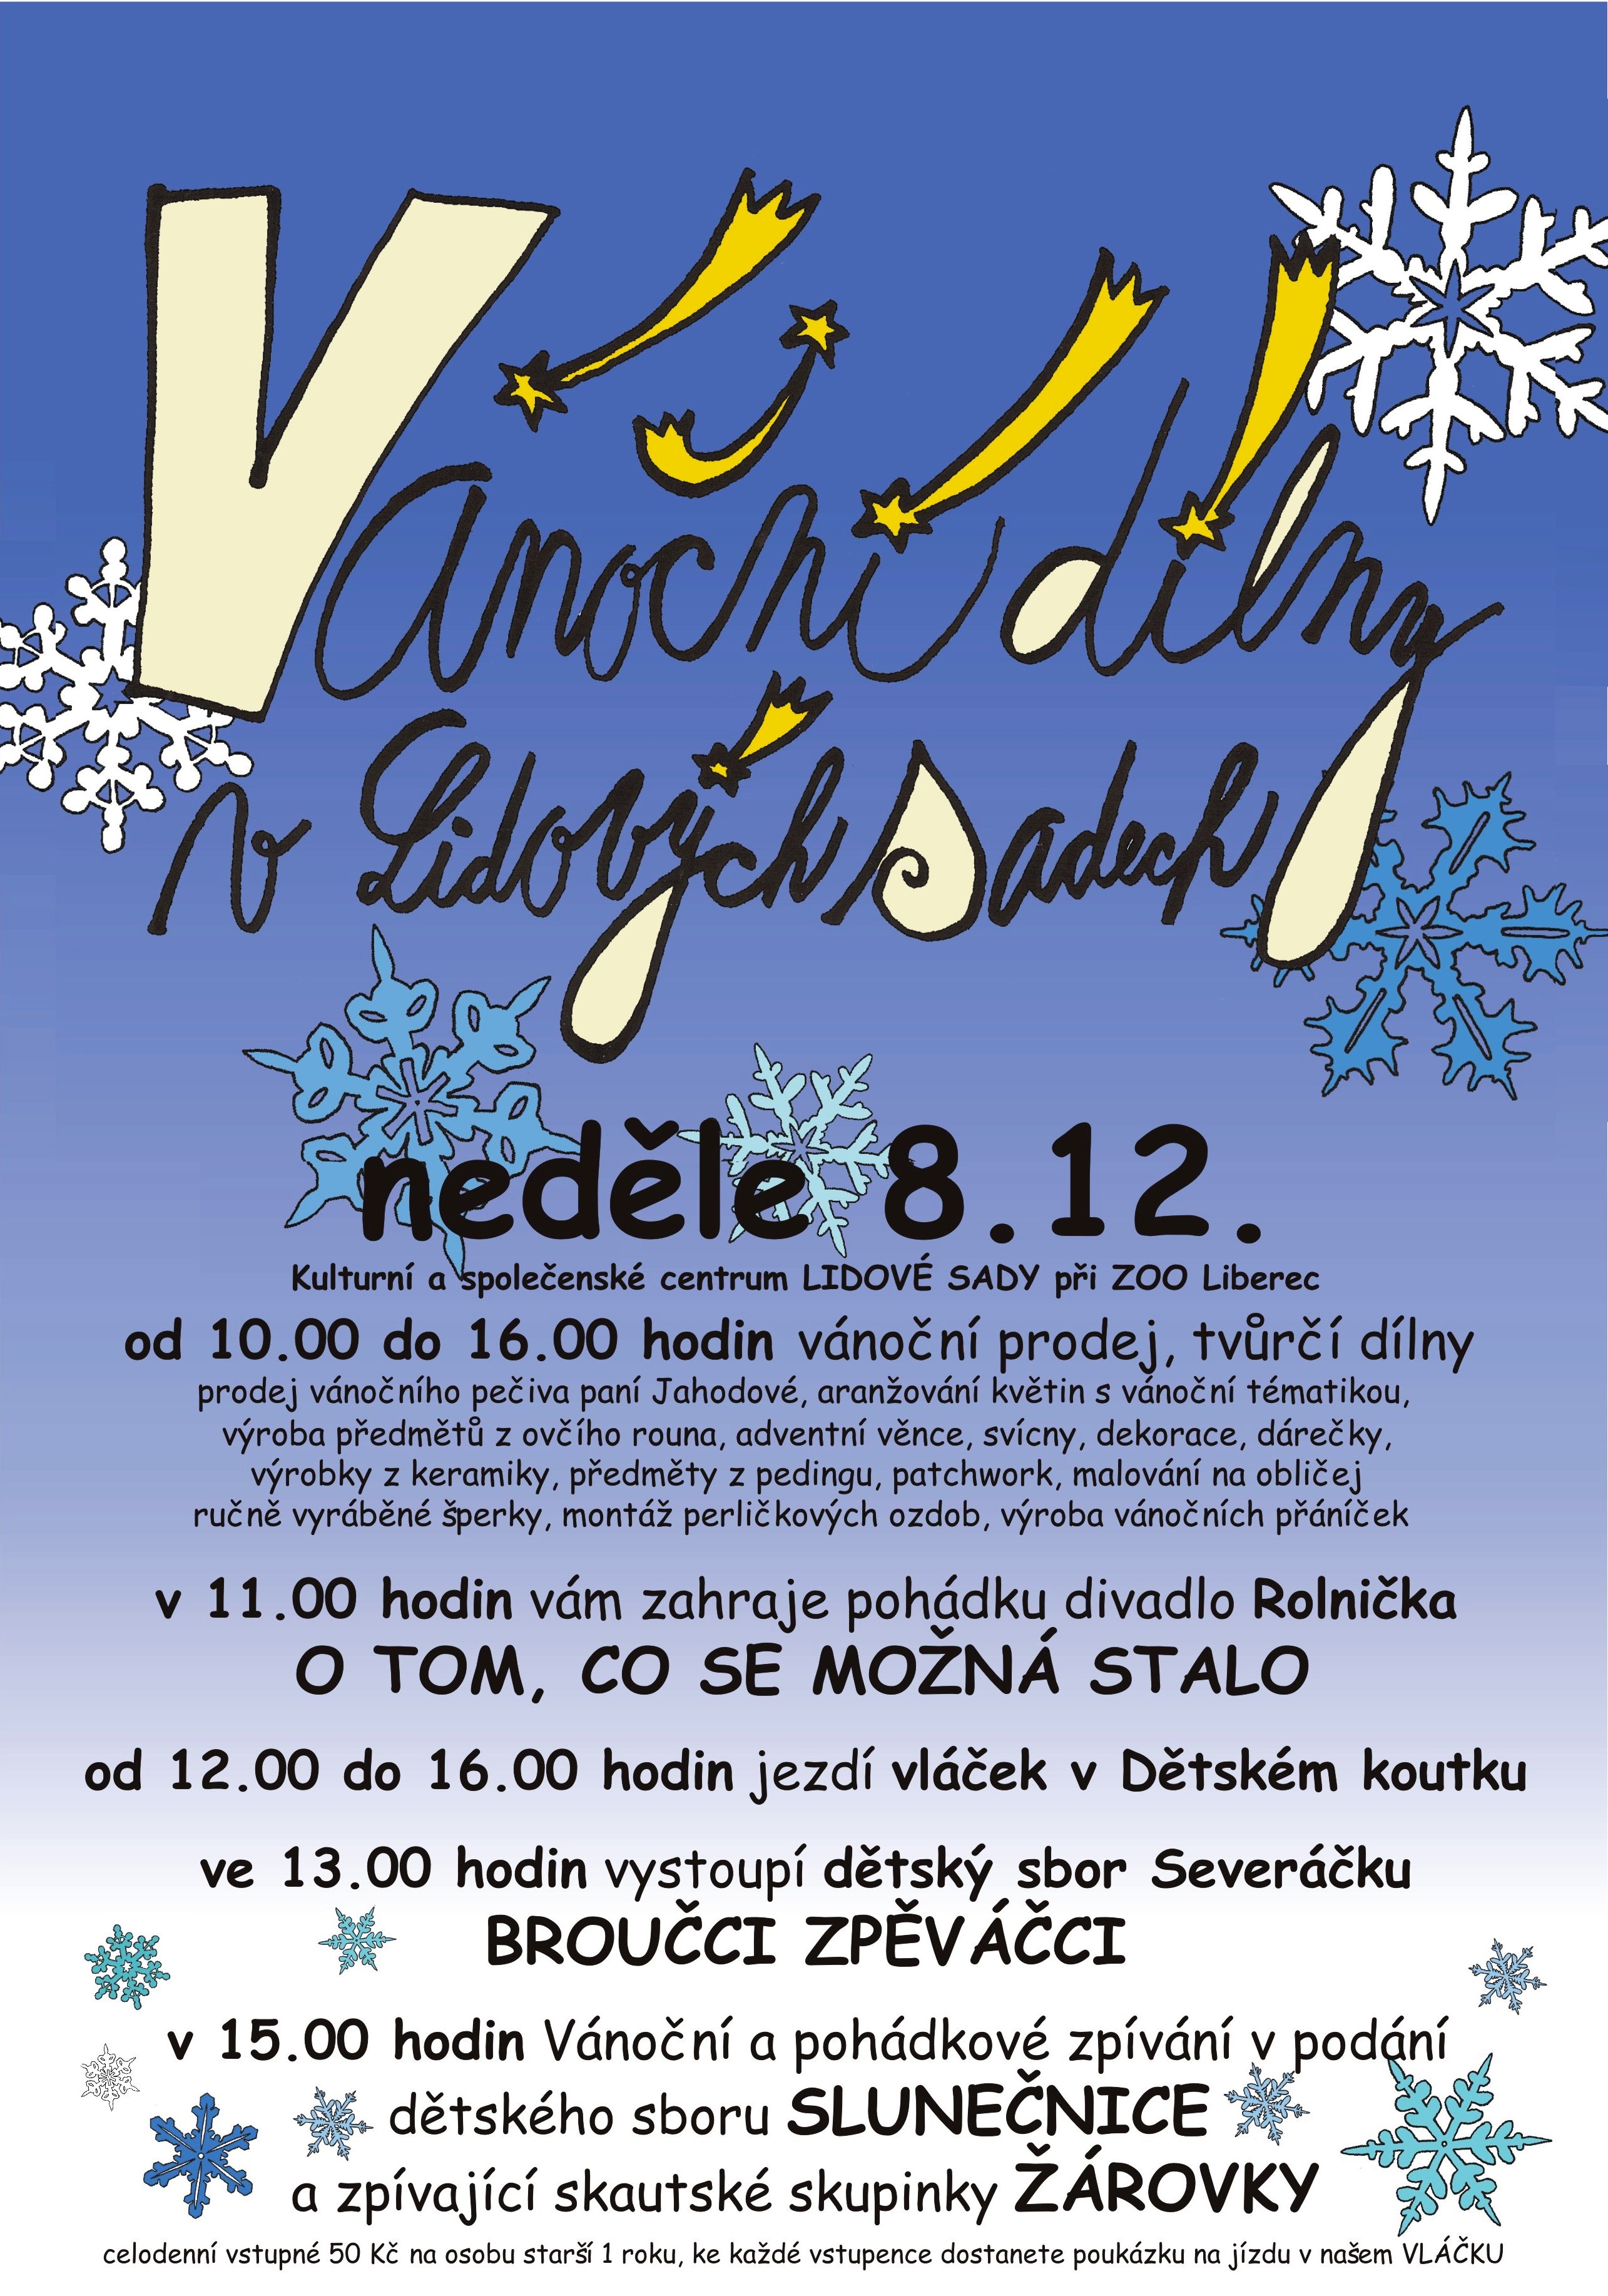 Vánoční dílny
v Lidových sadech
neděle 8.12.
Kulturní a společenské centrum LIDOVÉ SADY při ZOO Liberec
od 10.00 do 16.00 hodin vánoční prodej, tvůrčí dílny
prodej vánočního pečiva paní Jahodové, aranžování květin s vánoční tématikou,
výroba předmětů z ovčího rouna, adventní věnce, svícny, dekorace, dárečky,
výrobky z keramiky, předměty z pedingu, patchwork, malování na obličej
ručně vyráběné šperky, montáž perličkových ozdob, výroba vánočních přáníček
v 11.00 hodin vám zahraje pohádku divadlo Rolnička
O TOM, CO SE MOŽNÁ STALO
od 12.00 do 16.00 hodin jezdí vláček v Dětském koutku
ve 13.00 hodin vystoupí dětský sbor Severáčku
BROUČCI ZPĚVÁČCI
v 15.00 hodin Vánoční a pohádkové zpívání v podání
dětského sboru SLUNEČNICE
a zpívající skautské skupinky ŽÁROVKY
celodenní vstupné 50 Kč na osobu starší 1 roku, ke každé vstupence dostanete poukázku na jízdu v našem VLÁČKU